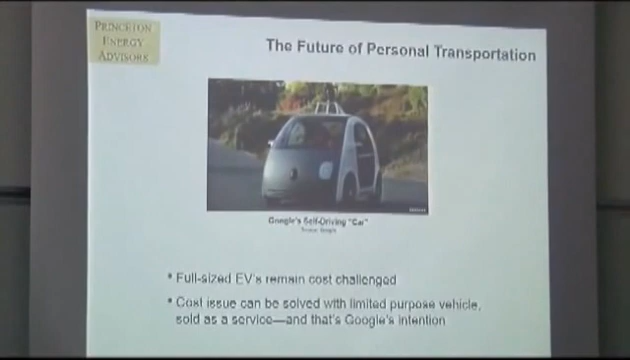 PRINCETON
ENERGY
ADVISORS
The Future of Personal Transportation
Google's Self-Driving "Car"
* Full-sized EV's remain cost challenged
* Cost issue can be solved with limited purpose vehicle,
sold as a service—and that's Google's intention